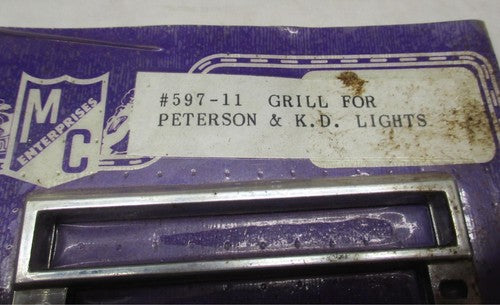 M
ENTERPRISES
C
#597-11 GRILL FOR
PETERSON & K.D. LIGHTS